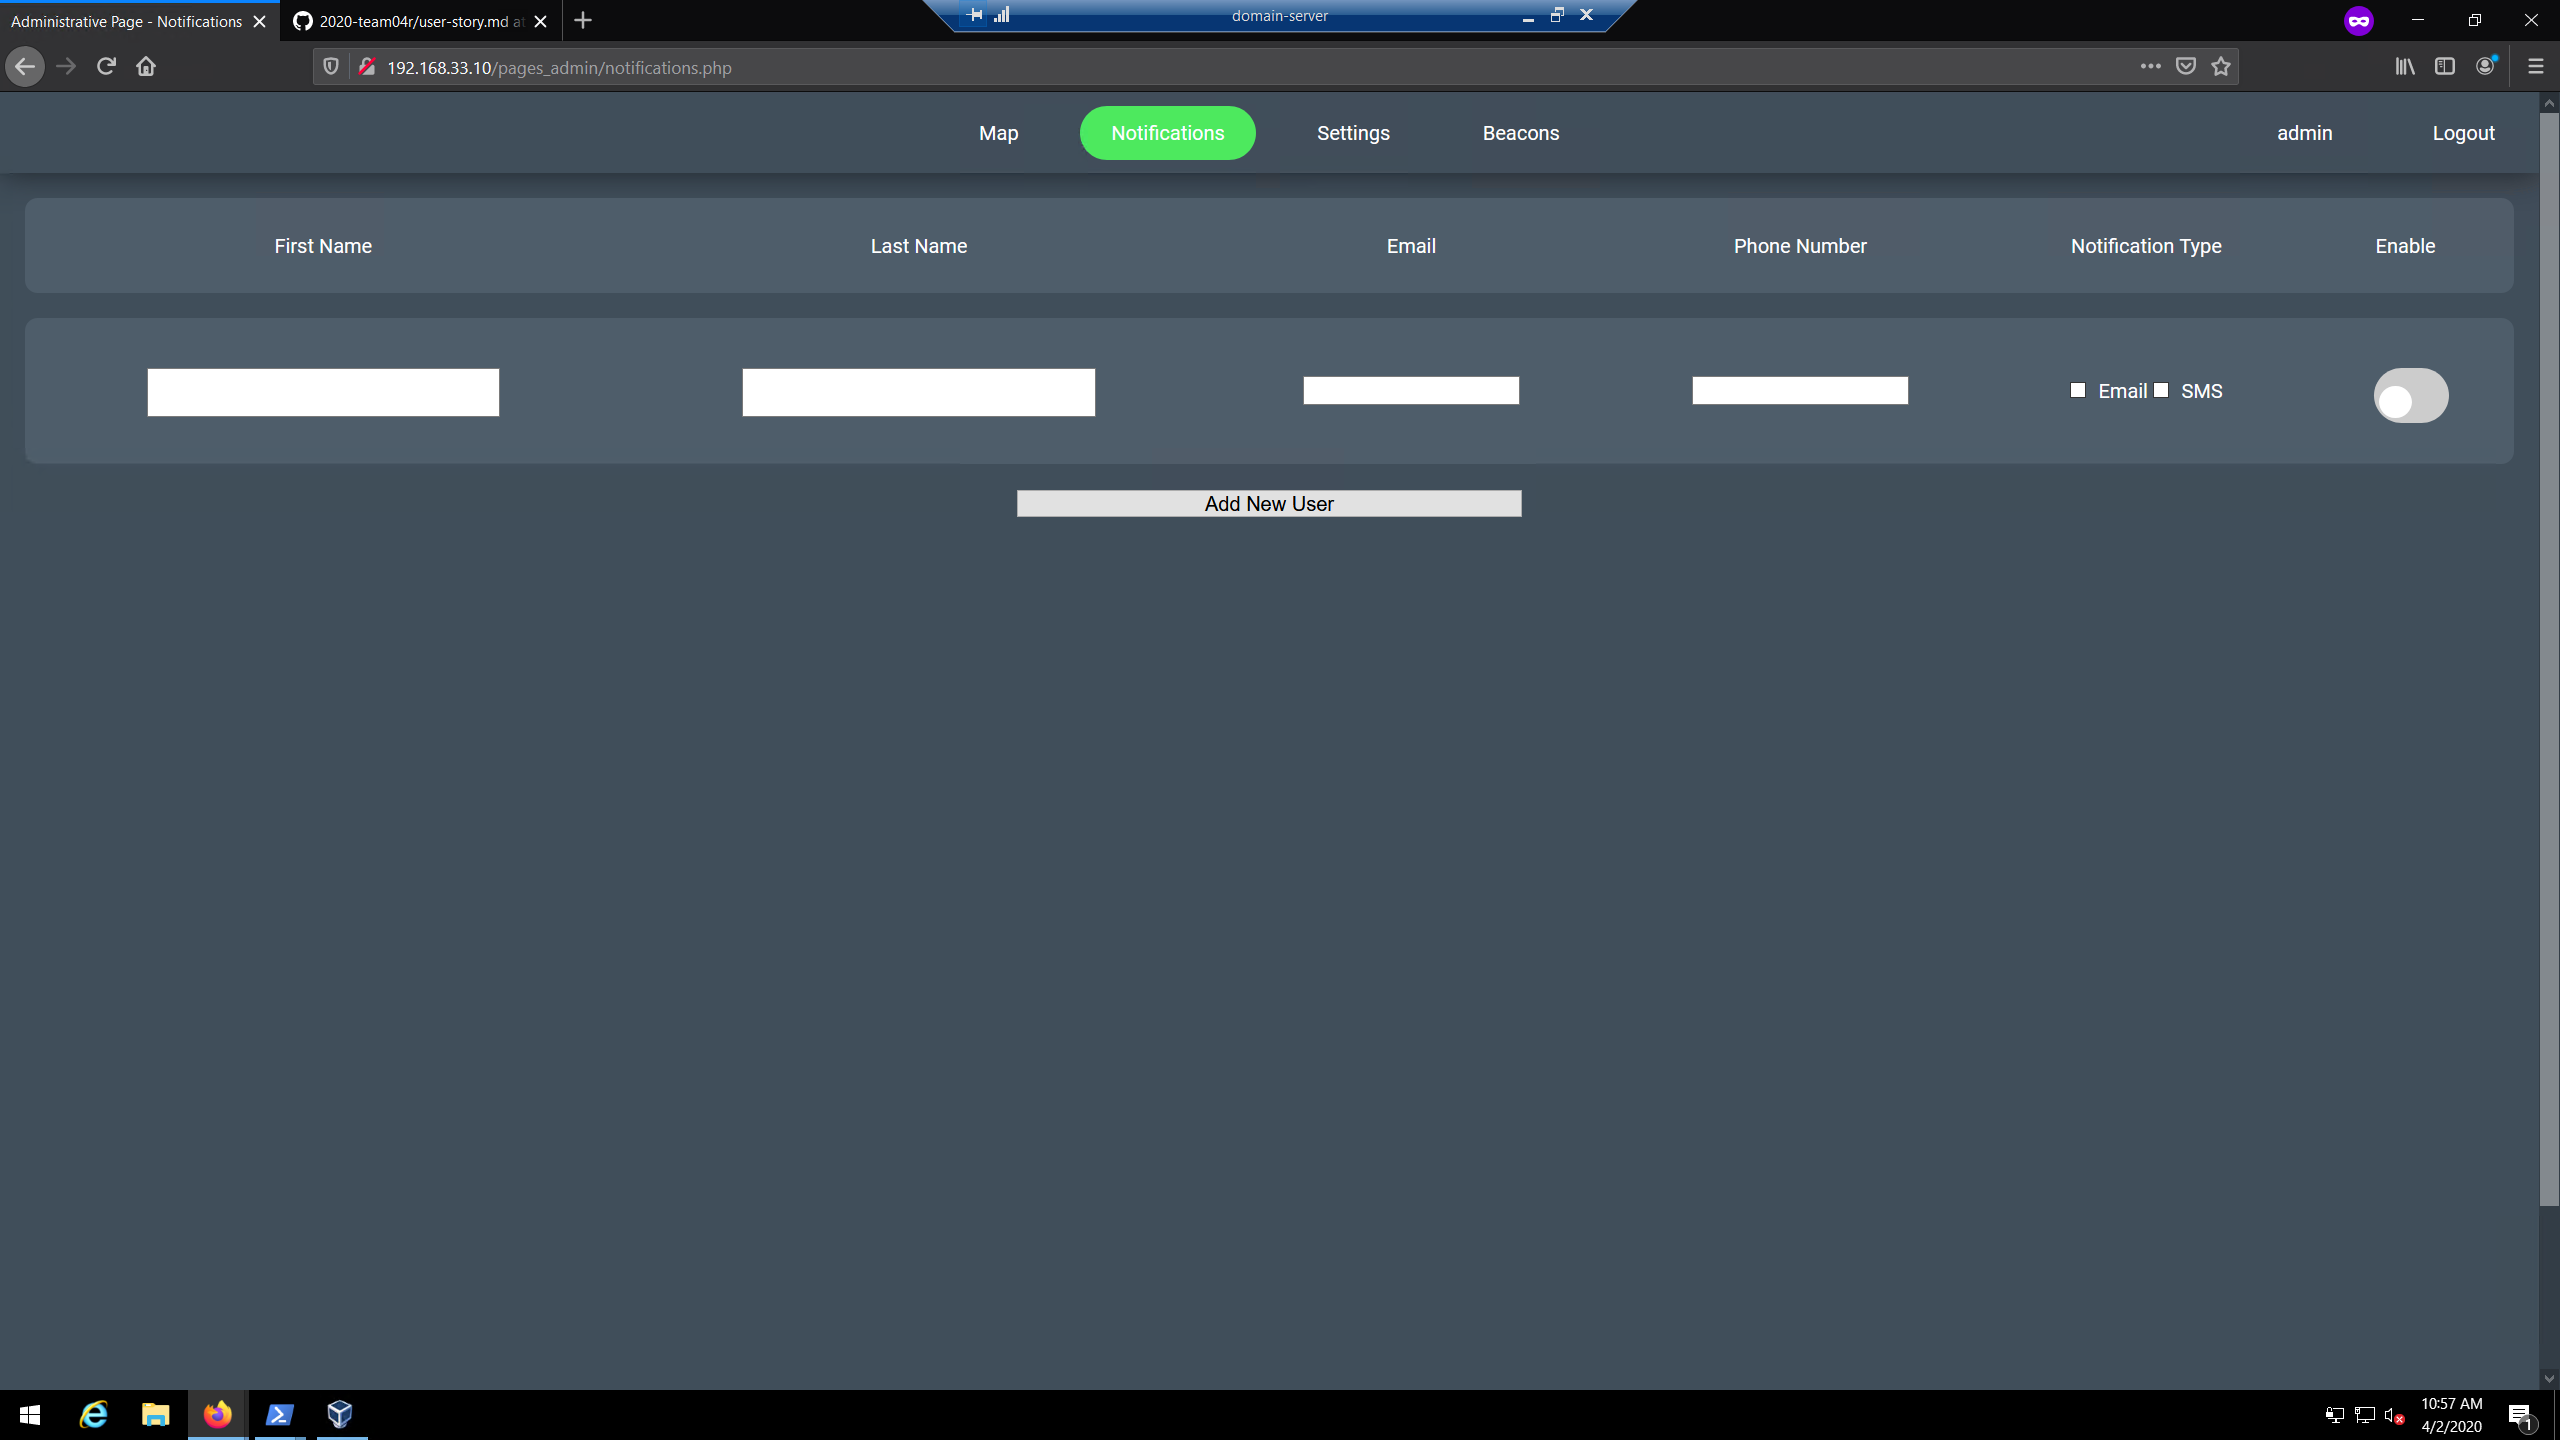 Administrative Page - Notifications
2020-team04r/user-story.md at
domain-server
192.168.33.10/pages_admin/notifications.php
Map
Notifications
Settings
Beacons
admin
Logout
First Name
Last Name
Email
Phone Number
Notification Type
Enable
Email
SMS
Add New User
10:57 AM
4/2/2020
1